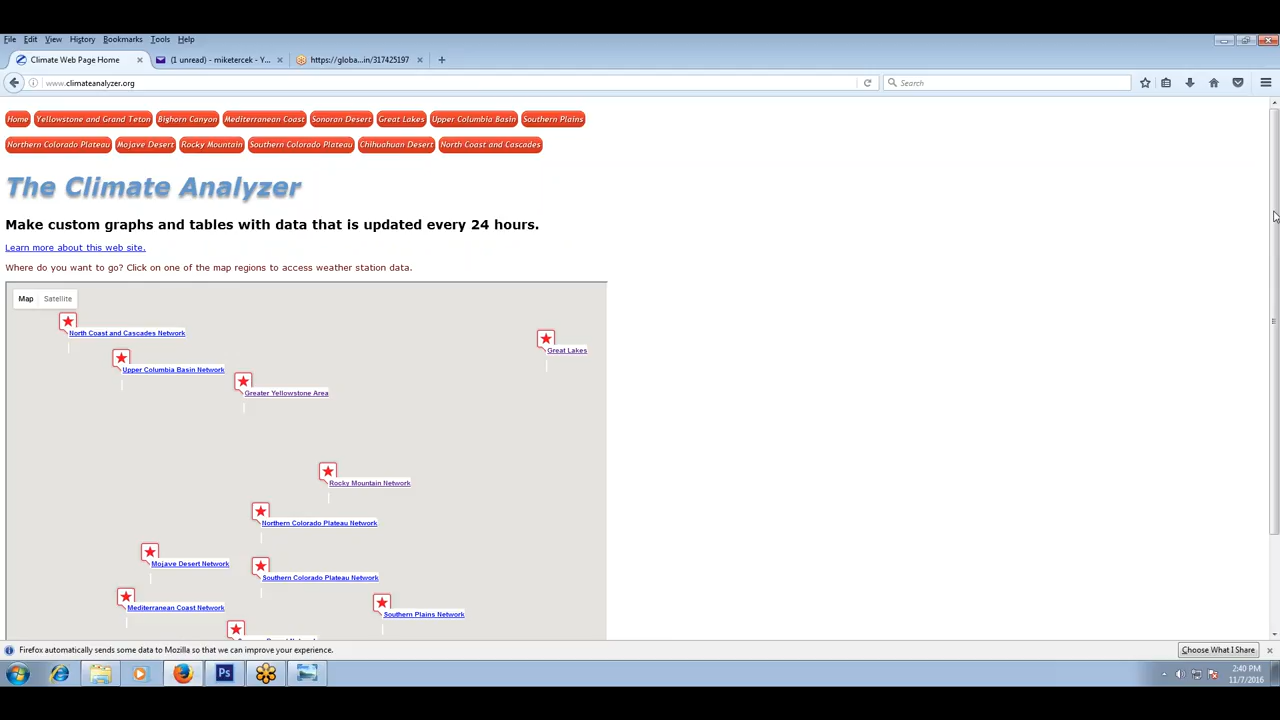 File Edit View History Bookmarks Tools Help
Climate Web Page Home × (1 unread) - miketercek - Y... × https://globa...in/317425197 × +
www.climateanalyzer.org Search
Home Yellowstone and Grand Teton Bighorn Canyon Mediterranean Coast Sonoran Desert Great Lakes Upper Columbia Basin Southern Plains
Northern Colorado Plateau Mojave Desert Rocky Mountain Southern Colorado Plateau Chihuahuan Desert North Coast and Cascades
The Climate Analyzer
Make custom graphs and tables with data that is updated every 24 hours.
Learn more about this web site.
Where do you want to go? Click on one of the map regions to access weather station data.
Map Satellite
North Coast and Cascades Network
Great Lakes
Upper Columbia Basin Network
Greater Yellowstone Area
Rocky Mountain Network
Northern Colorado Plateau Network
Mojave Desert Network
Southern Colorado Plateau Network
Mediterranean Coast Network
Southern Plains Network
Firefox automatically sends some data to Mozilla so that we can improve your experience. Choose What I Share ×
Ps
2:40 PM
11/7/2016